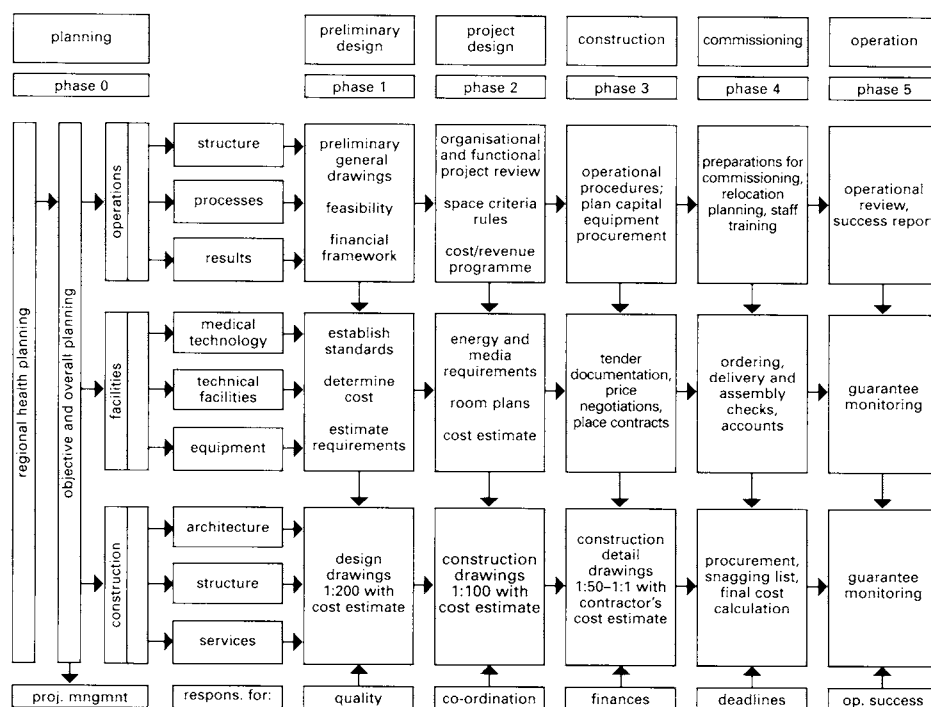 planning
preliminary
design
project
design
construction
commissioning
operation
phase 0
phase 1
phase 2
phase 3
phase 4
phase 5
regional health planning
objective and overall planning
operations
structure
processes
results
preliminary
general
drawings
feasibility
financial
framework
organisational
and functional
project review
space criteria
rules
cost/revenue
programme
operational
procedures;
plan capital
equipment
procurement
preparations for
commissioning,
relocation
planning, staff
training
operational
review,
success report
facilities
medical
technology
technical
facilities
equipment
establish
standards
determine
cost
estimate
requirements
energy and
media
requirements
room plans
cost estimate
tender
documentation,
price
negotiations,
place contracts
ordering,
delivery and
assembly
checks,
accounts
guarantee
monitoring
construction
architecture
structure
services
design
drawings
1:200 with
cost estimate
construction
drawings
1:100 with
cost estimate
construction
detail
drawings
1:50–1:1 with
contractor's
cost estimate
procurement,
snagging list,
final cost
calculation
guarantee
monitoring
proj. mngmnt
respons. for:
quality
co-ordination
finances
deadlines
op. success